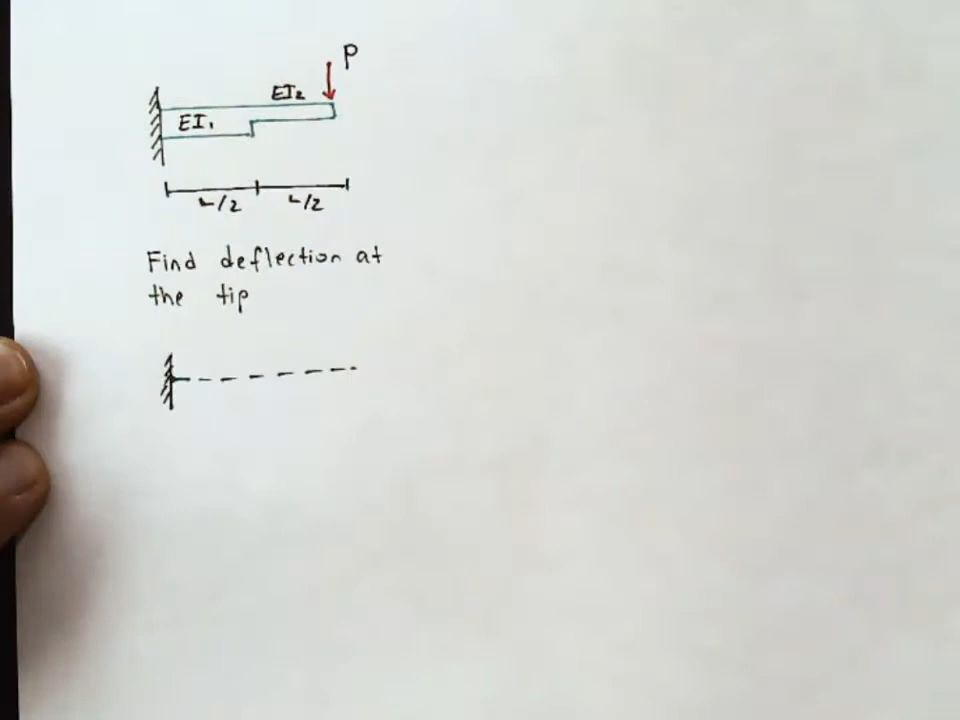 P
EI₂
EI₁
L/2 L/2
Find deflection at
the tip